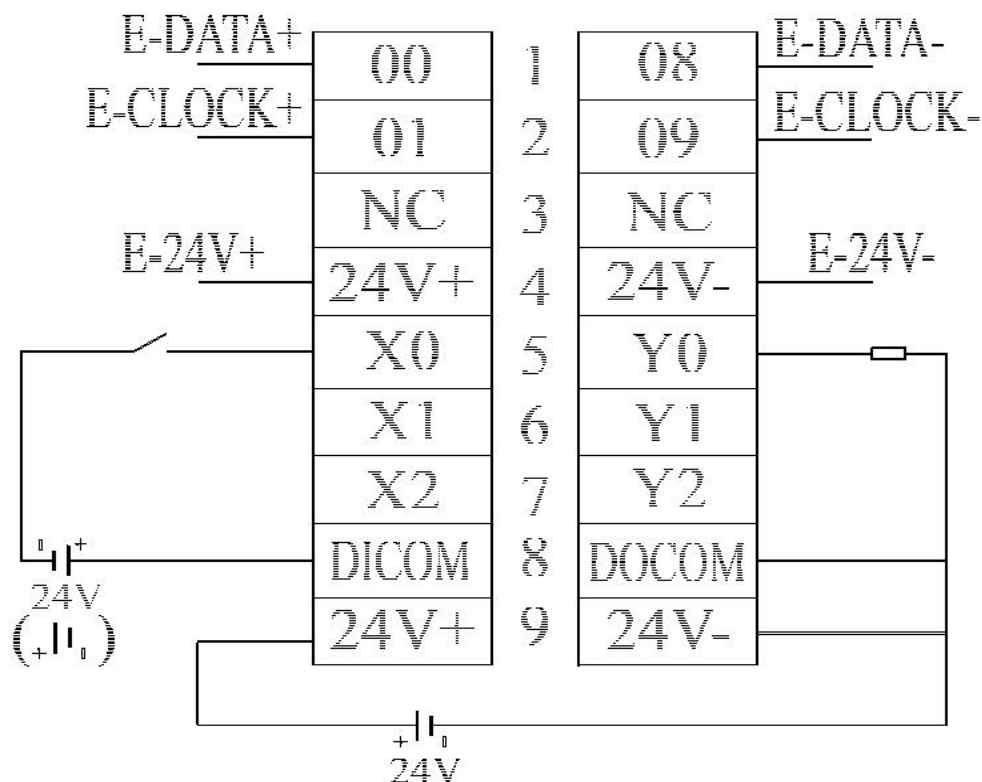 E-DATA+ 00 1 08 E-DATA-
E-CLOCK+ 01 2 09 E-CLOCK-
NC 3 NC
E-24V+ 24V+ 4 24V- E-24V-
X0 5 Y0
X1 6 Y1
X2 7 Y2
+ DICOM 8 DOCOM
24V
24V+ 9 24V-
( + )
+
24V